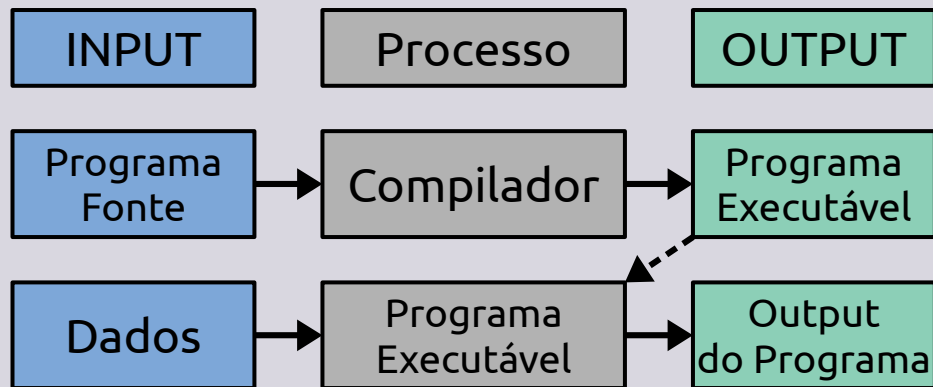 INPUT
Processo
OUTPUT
Programa
Fonte
Compilador
Programa
Executável
Dados
Programa
Executável
Output
do Programa